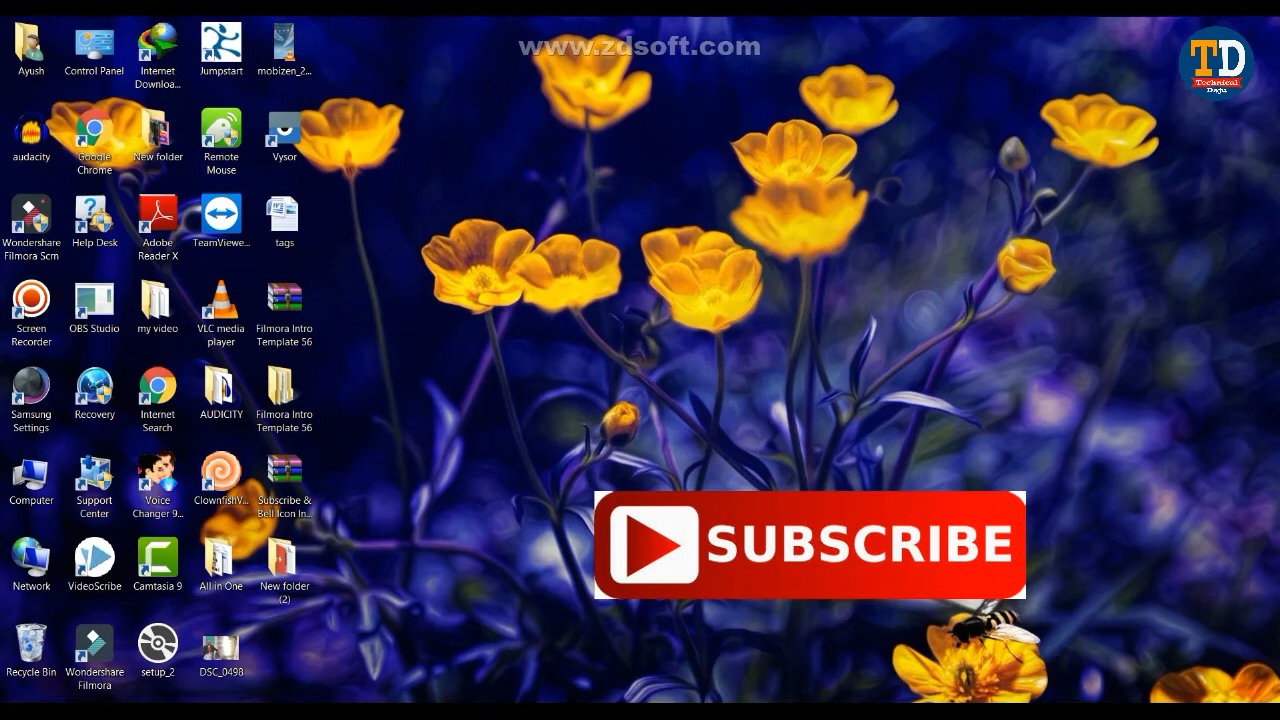 www.zdsoft.com
TD
Technical
Daju
Ayush
Control Panel
Internet
Downloa...
Jumpstart
mobizen_2...
audacity
Google
Chrome
New folder
Remote
Mouse
Vysor
Wondershare
Filmora Scrn
Help Desk
Adobe
Reader X
TeamViewe...
tags
Screen
Recorder
OBS Studio
my video
VLC media
player
Filmora Intro
Template 56
Samsung
Settings
Recovery
Internet
Search
AUDICITY
Filmora Intro
Template 56
Computer
Support
Center
Voice
Changer 9...
ClownfishV...
Subscribe &
Bell Icon In...
SUBSCRIBE
Network
VideoScribe
Camtasia 9
All in One
New folder
(2)
Recycle Bin
Wondershare
Filmora
setup_2
DSC_0498